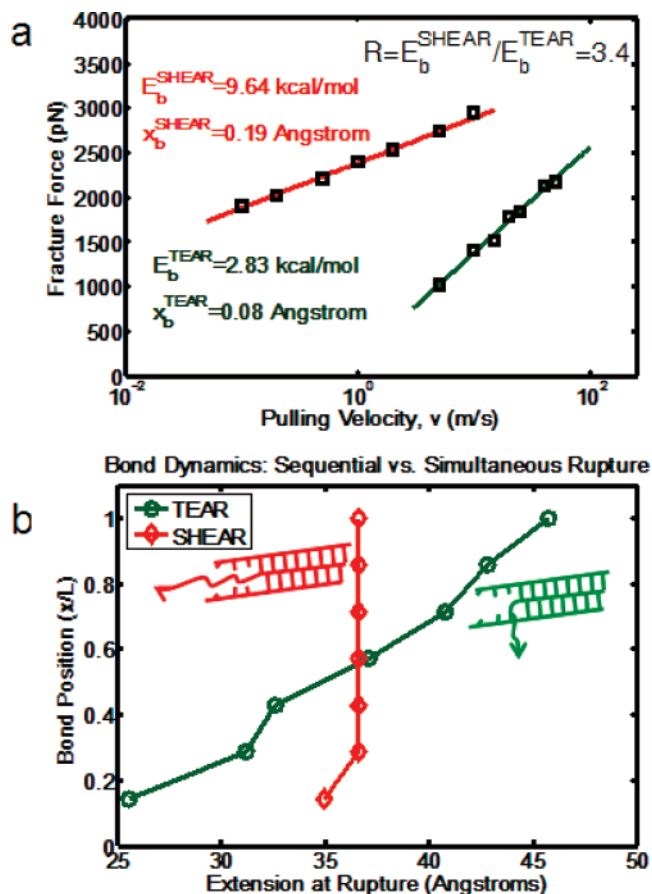 a
4000
3500
3000
2500
2000
1500
1000
500
0
Fracture Force (pN)
R=E_b^SHEAR/E_b^TEAR=3.4
E_b^SHEAR=9.64 kcal/mol
x_b^SHEAR=0.19 Angstrom
E_b^TEAR=2.83 kcal/mol
x_b^TEAR=0.08 Angstrom
10^-2 10^0 10^2
Pulling Velocity, v (m/s)
b
Bond Dynamics: Sequential vs. Simultaneous Rupture
TEAR
SHEAR
1
0.8
0.6
0.4
0.2
0
Bond Position (x/L)
25 30 35 40 45 50
Extension at Rupture (Angstroms)